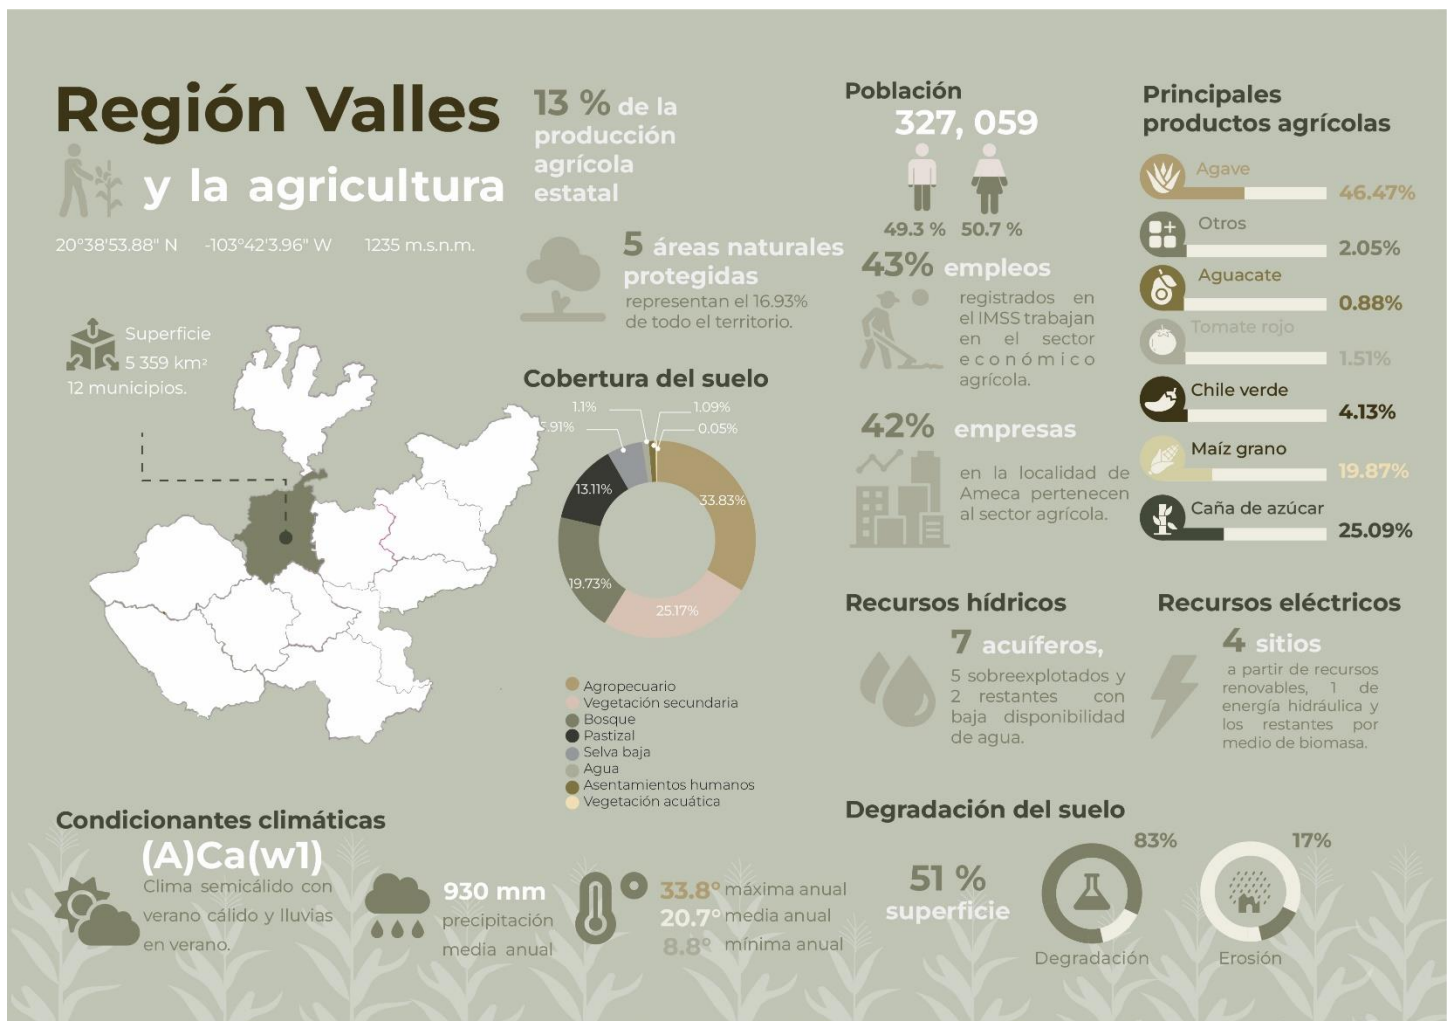 Región Valles
y la agricultura
20°38'53.88" N -103°42'3.96" W 1235 m.s.n.m.
13 % de la
producción
agrícola
estatal
5 áreas naturales
protegidas
representan el 16.93%
de todo el territorio.
Superficie
5 359 km²
12 municipios.
Cobertura del suelo
1.1%
1.09%
0.05%
33.83%
25.17%
19.73%
13.11%
Agropecuario
Vegetación secundaria
Bosque
Pastizal
Selva baja
Agua
Asentamientos humanos
Vegetación acuática
Población
327, 059
49.3 % 50.7 %
43% empleos
registrados en
el IMSS trabajan
en el sector
económico
agrícola.
42% empresas
en la localidad de
Ameca pertenecen
al sector agrícola.
Principales
productos agrícolas
Agave
46.47%
Otros
2.05%
Aguacate
0.88%
Tomate rojo
1.51%
Chile verde
4.13%
Maíz grano
19.87%
Caña de azúcar
25.09%
Recursos hídricos
7 acuíferos,
5 sobreexplotados y
2 restantes con
baja disponibilidad
de agua.
Recursos eléctricos
4 sitios
a partir de recursos
renovables, 1 de
energía hidráulica y
los restantes por
medio de biomasa.
Condicionantes climáticas
(A)Ca(w1)
Clima semicálido con
verano cálido y lluvias
en verano.
930 mm
precipitación
media anual
33.8° máxima anual
20.7° media anual
8.8° mínima anual
Degradación del suelo
51 %
superficie
83%
Degradación
17%
Erosión